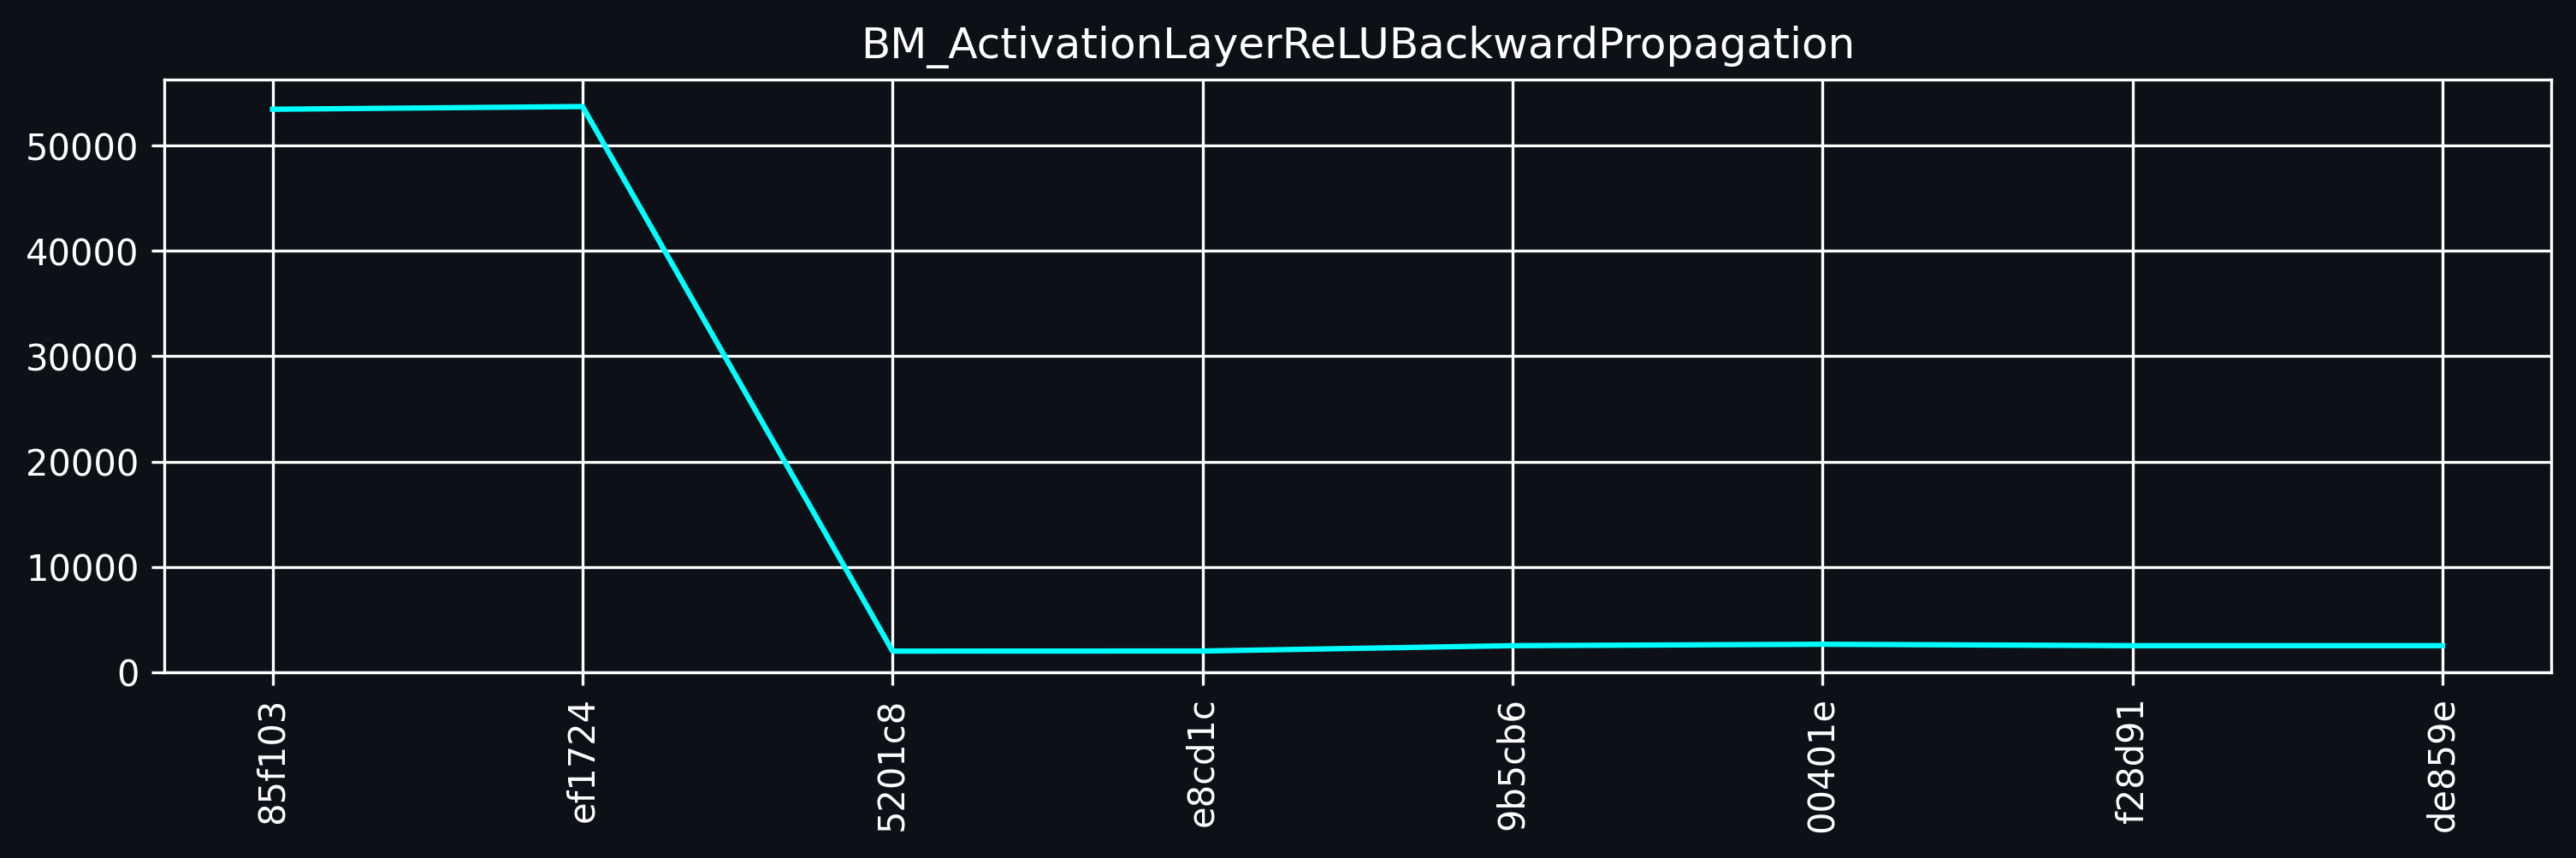 BM_ActivationLayerReLUBackwardPropagation
50000
40000
30000
20000
10000
0
85f103
ef1724
5201c8
e8cd1c
9b5cb6
00401e
f28d91
de859e